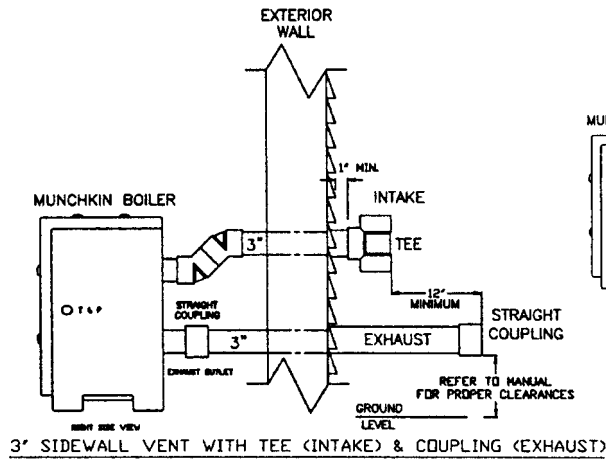 EXTERIOR
WALL
MU
1" MIN.
MUNCHKIN BOILER
INTAKE
3"
TEE
T & P
12"
MINIMUM
STRAIGHT
COUPLING
STRAIGHT
COUPLING
3"
EXHAUST
EXHAUST OUTLET
REFER TO MANUAL
FOR PROPER CLEARANCES
GROUND
LEVEL
RIGHT SIDE VIEW
3" SIDEWALL VENT WITH TEE (INTAKE) & COUPLING (EXHAUST)